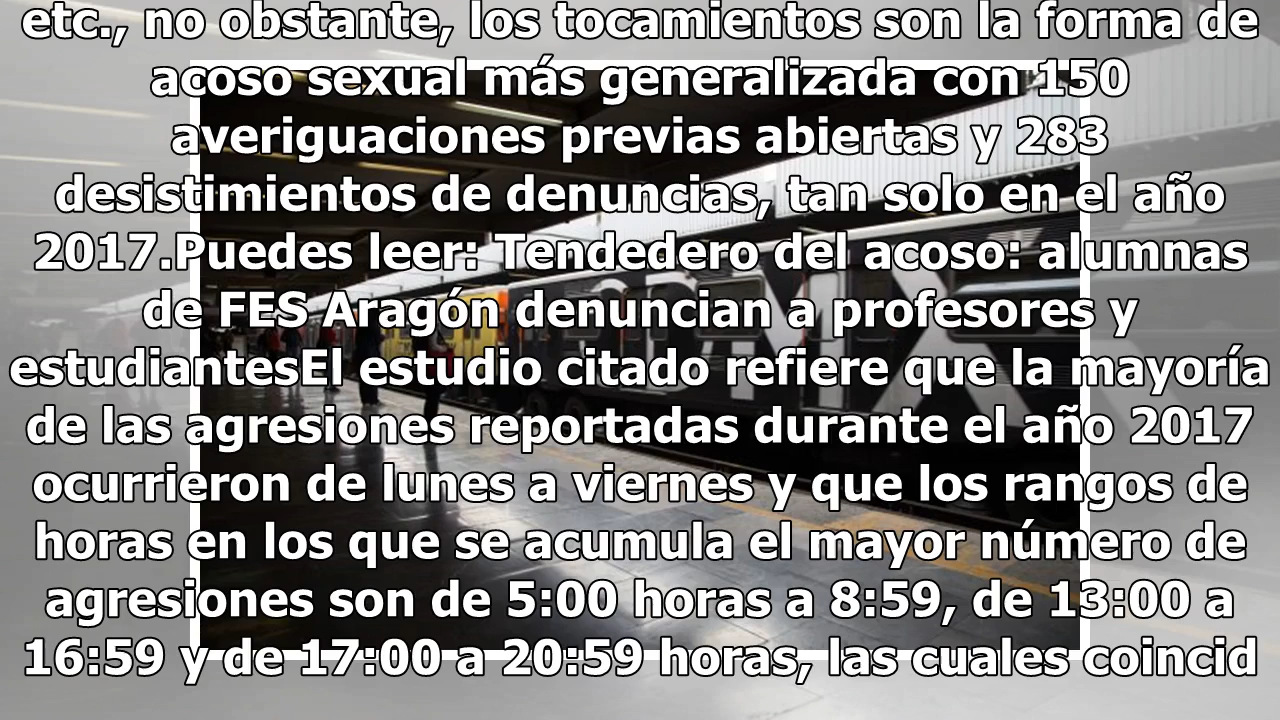 etc., no obstante, los tocamientos son la forma de
acoso sexual más generalizada con 150
averiguaciones previas abiertas y 283
desistimientos de denuncias, tan solo en el año
2017.Puedes leer: Tendedero del acoso: alumnas
de FES Aragón denuncian a profesores y
estudiantesEl estudio citado refiere que la mayoría
de las agresiones reportadas durante el año 2017
ocurrieron de lunes a viernes y que los rangos de
horas en los que se acumula el mayor número de
agresiones son de 5:00 horas a 8:59, de 13:00 a
16:59 y de 17:00 a 20:59 horas, las cuales coincid